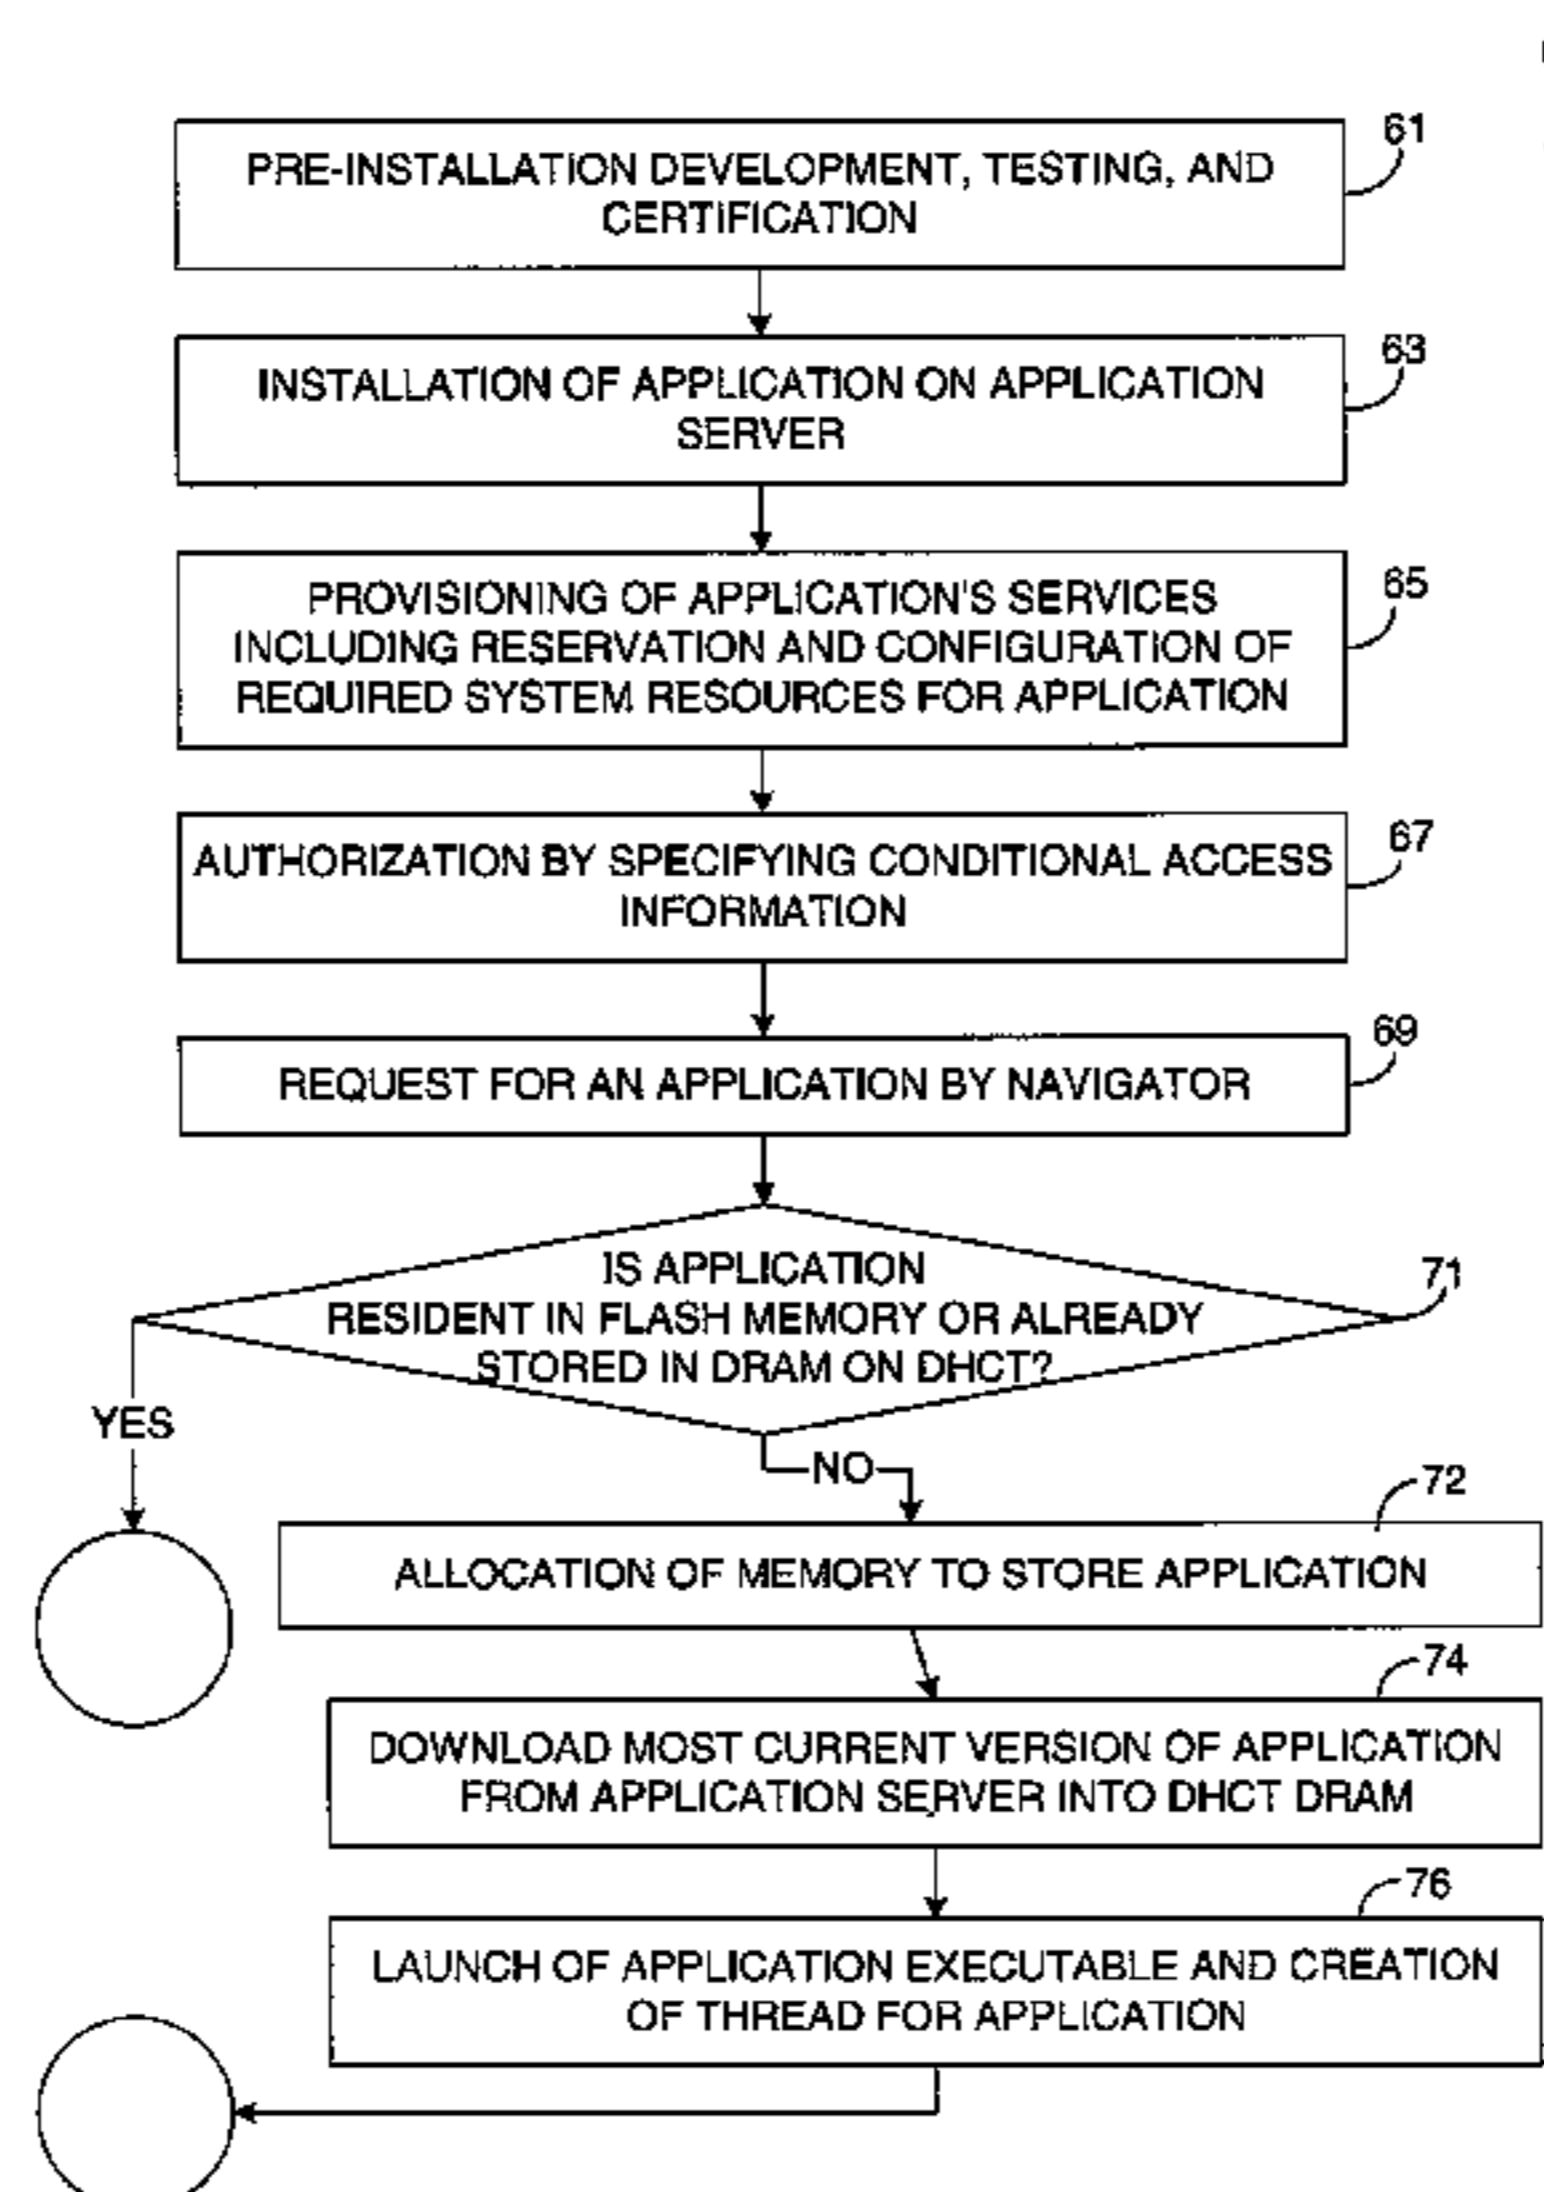 61
PRE-INSTALLATION DEVELOPMENT, TESTING, AND
CERTIFICATION
63
INSTALLATION OF APPLICATION ON APPLICATION
SERVER
65
PROVISIONING OF APPLICATION'S SERVICES
INCLUDING RESERVATION AND CONFIGURATION OF
REQUIRED SYSTEM RESOURCES FOR APPLICATION
67
AUTHORIZATION BY SPECIFYING CONDITIONAL ACCESS
INFORMATION
69
REQUEST FOR AN APPLICATION BY NAVIGATOR
71
IS APPLICATION
RESIDENT IN FLASH MEMORY OR ALREADY
STORED IN DRAM ON DHCT?
YES
NO
72
ALLOCATION OF MEMORY TO STORE APPLICATION
74
DOWNLOAD MOST CURRENT VERSION OF APPLICATION
FROM APPLICATION SERVER INTO DHCT DRAM
76
LAUNCH OF APPLICATION EXECUTABLE AND CREATION
OF THREAD FOR APPLICATION